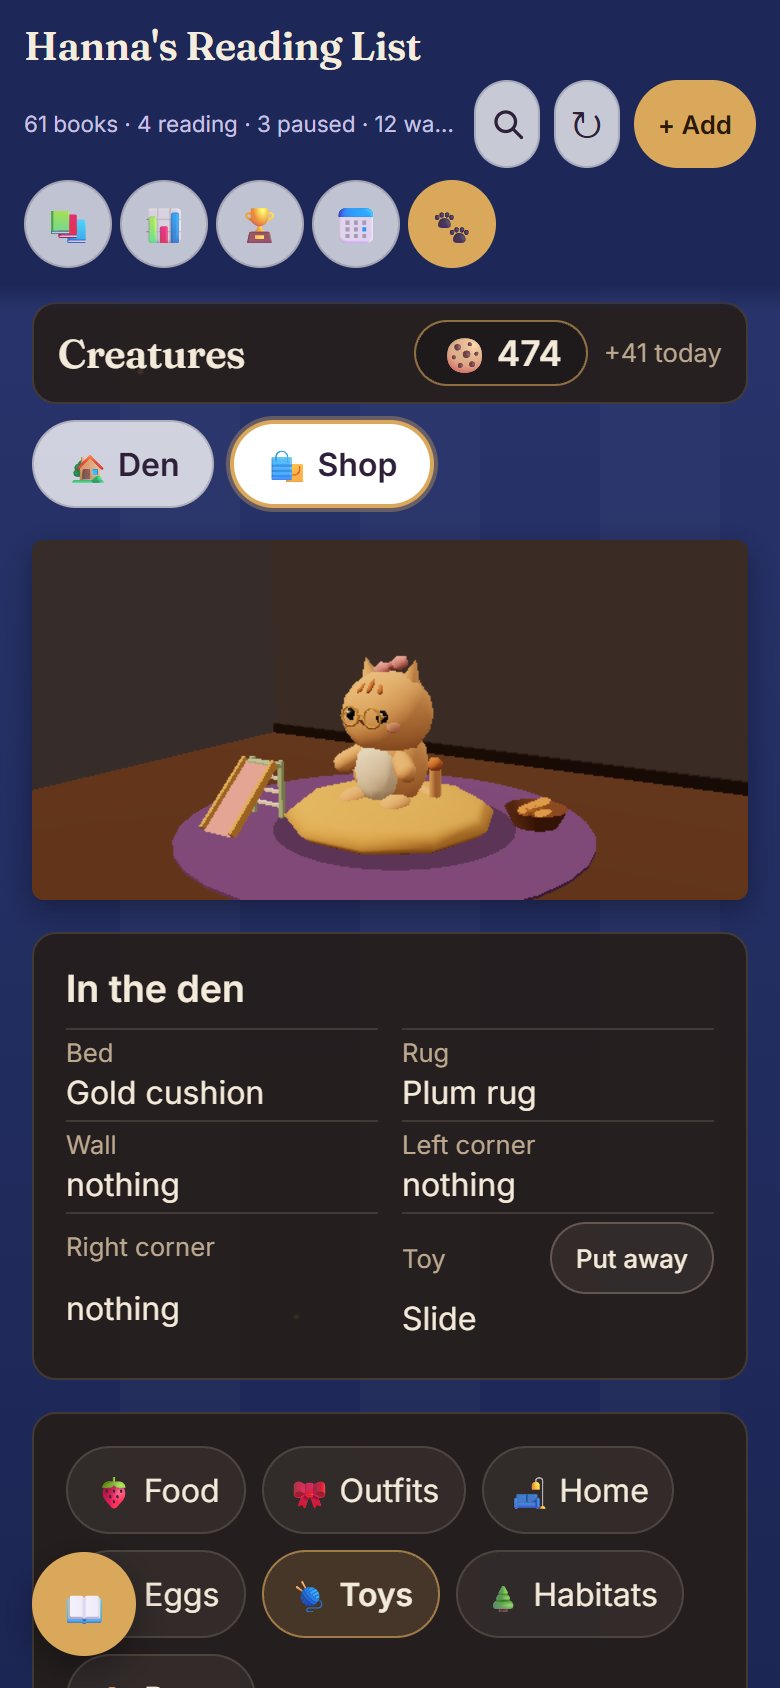 Hanna's Reading List
61 books · 4 reading · 3 paused · 12 wa...
+ Add
Creatures
474
+41 today
Den
Shop
In the den
Bed
Gold cushion
Rug
Plum rug
Wall
nothing
Left corner
nothing
Right corner
nothing
Toy
Put away
Slide
Food
Outfits
Home
Eggs
Toys
Habitats